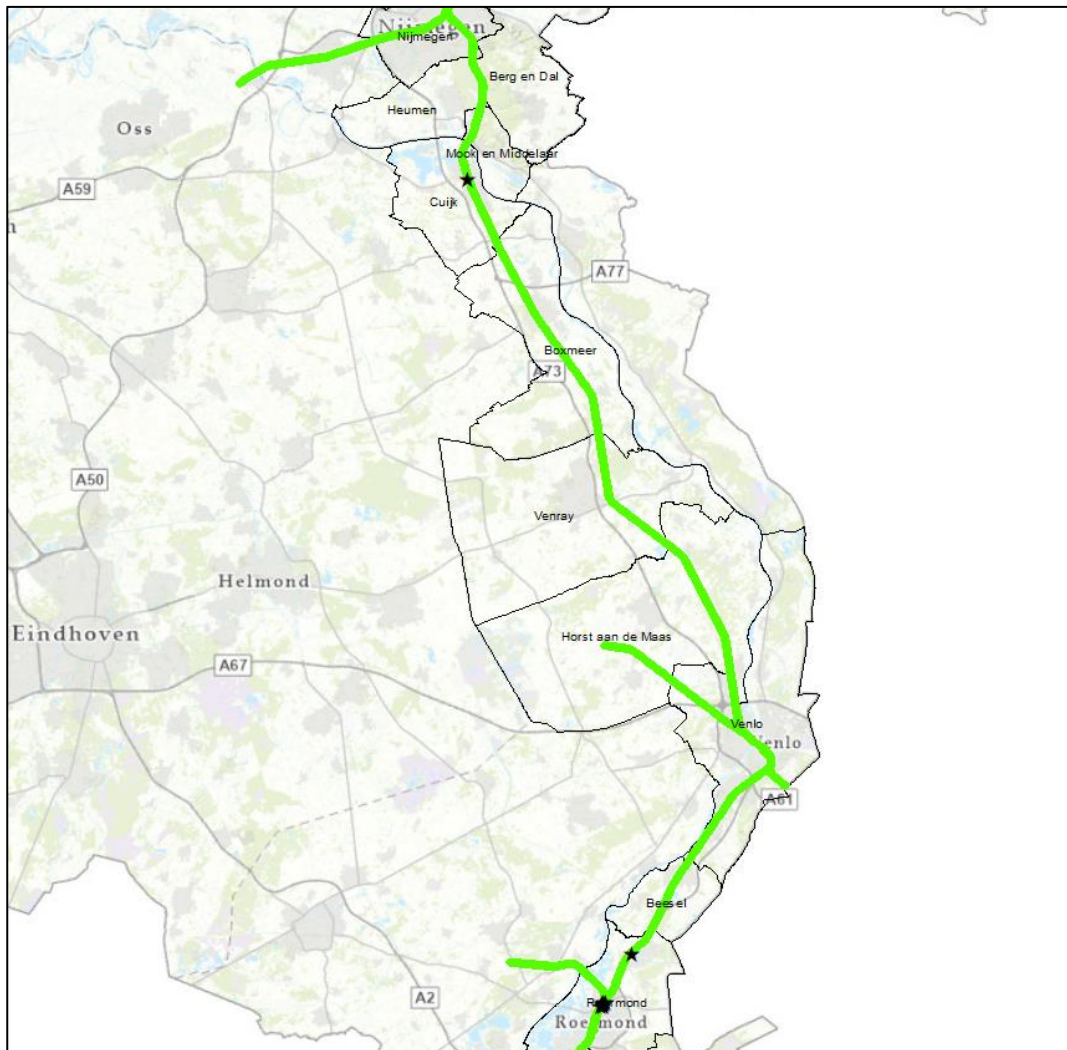 Nijmegen
Nijmegen
Berg en Dal
Heumen
Oss
Mook en Middelaar
A59
Cuijk
A77
Boxmeer
A73
A50
Venray
Helmond
Eindhoven
Horst aan de Maas
A67
Venlo
Venlo
A61
Beesel
A2
Roermond
Roermond